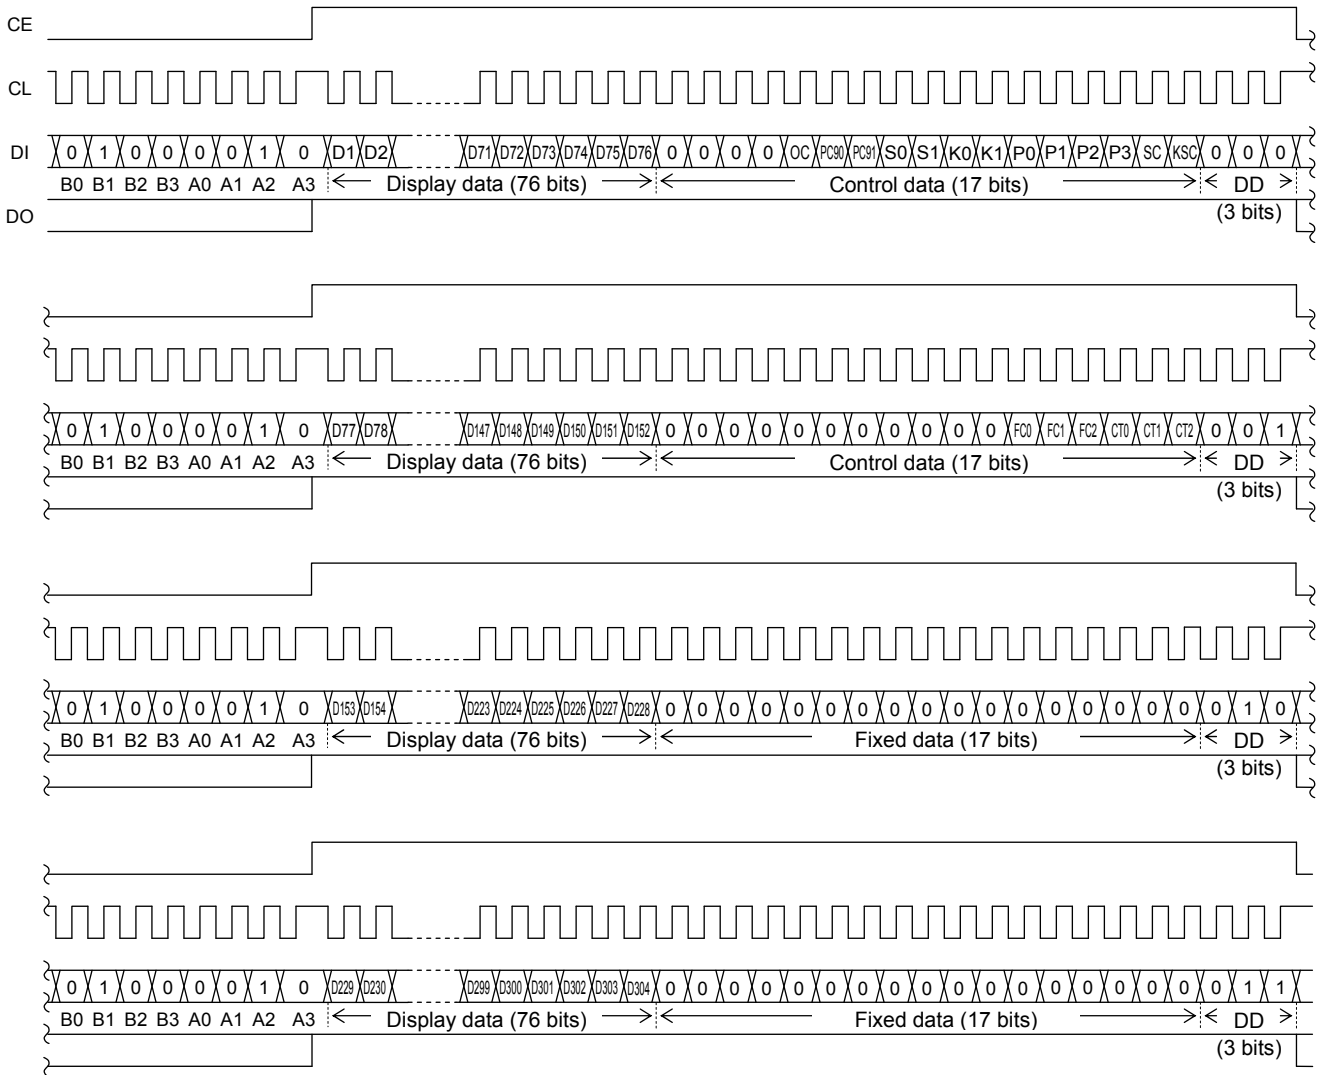 CE
CL
DI 0 1 0 0 0 0 1 0 D1 D2 D71 D72 D73 D74 D75 D76 0 0 0 0 OC PC90 PC91 S0 S1 K0 K1 P0 P1 P2 P3 SC KSC 0 0 0
B0 B1 B2 B3 A0 A1 A2 A3 Display data (76 bits) Control data (17 bits) DD
DO (3 bits)
0 1 0 0 0 0 1 0 D77 D78 D147 D148 D149 D150 D151 D152 0 0 0 0 0 0 0 0 0 0 0 FC0 FC1 FC2 CT0 CT1 CT2 0 0 1
B0 B1 B2 B3 A0 A1 A2 A3 Display data (76 bits) Control data (17 bits) DD
(3 bits)
0 1 0 0 0 0 1 0 D153 D154 D223 D224 D225 D226 D227 D228 0 0 0 0 0 0 0 0 0 0 0 0 0 0 0 0 0 0 1 0
B0 B1 B2 B3 A0 A1 A2 A3 Display data (76 bits) Fixed data (17 bits) DD
(3 bits)
0 1 0 0 0 0 1 0 D229 D230 D299 D300 D301 D302 D303 D304 0 0 0 0 0 0 0 0 0 0 0 0 0 0 0 0 0 0 1 1
B0 B1 B2 B3 A0 A1 A2 A3 Display data (76 bits) Fixed data (17 bits) DD
(3 bits)